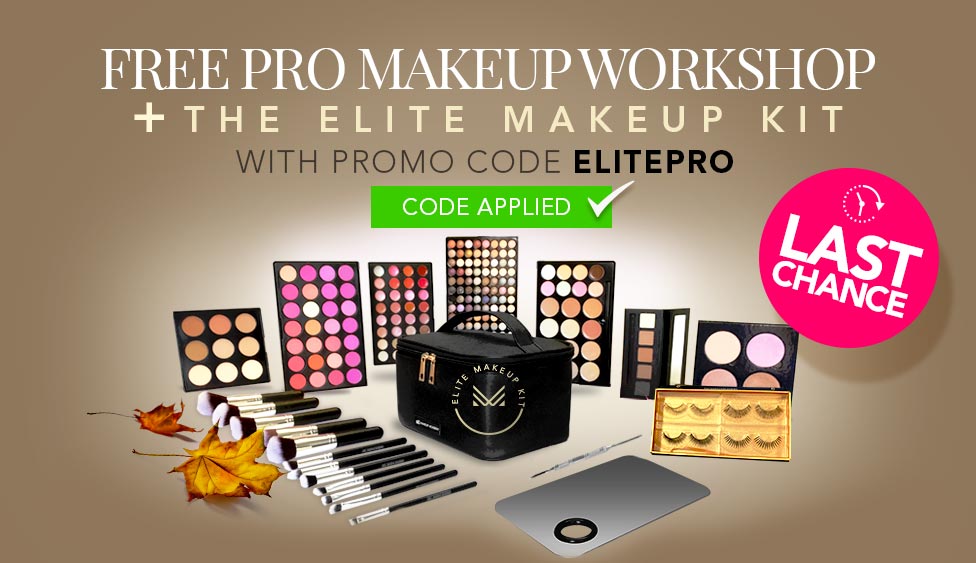 FREE PRO MAKEUP WORKSHOP
+ THE ELITE MAKEUP KIT
WITH PROMO CODE ELITEPRO
CODE APPLIED
LAST
CHANCE
ELITE MAKEUP KIT